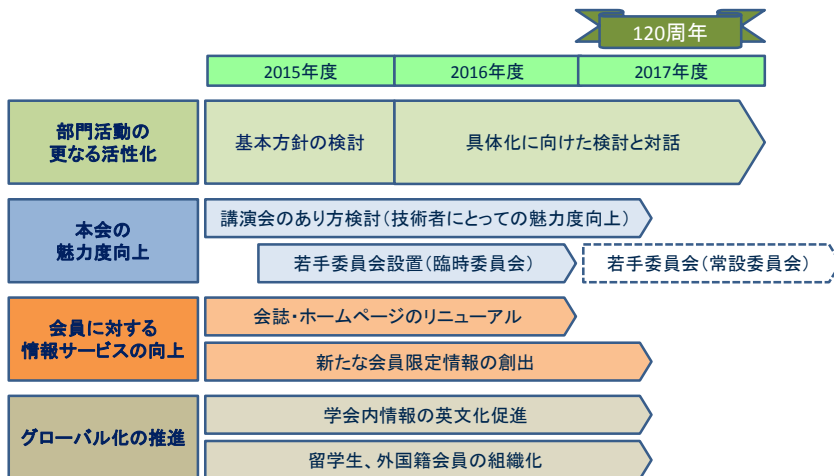 120周年
2015年度
2016年度
2017年度
部門活動の
更なる活性化
基本方針の検討
具体化に向けた検討と対話
本会の
魅力度向上
講演会のあり方検討(技術者にとっての魅力度向上)
若手委員会設置(臨時委員会)
若手委員会(常設委員会)
会員に対する
情報サービスの向上
会誌・ホームページのリニューアル
新たな会員限定情報の創出
グローバル化の推進
学会内情報の英文化促進
留学生、外国籍会員の組織化